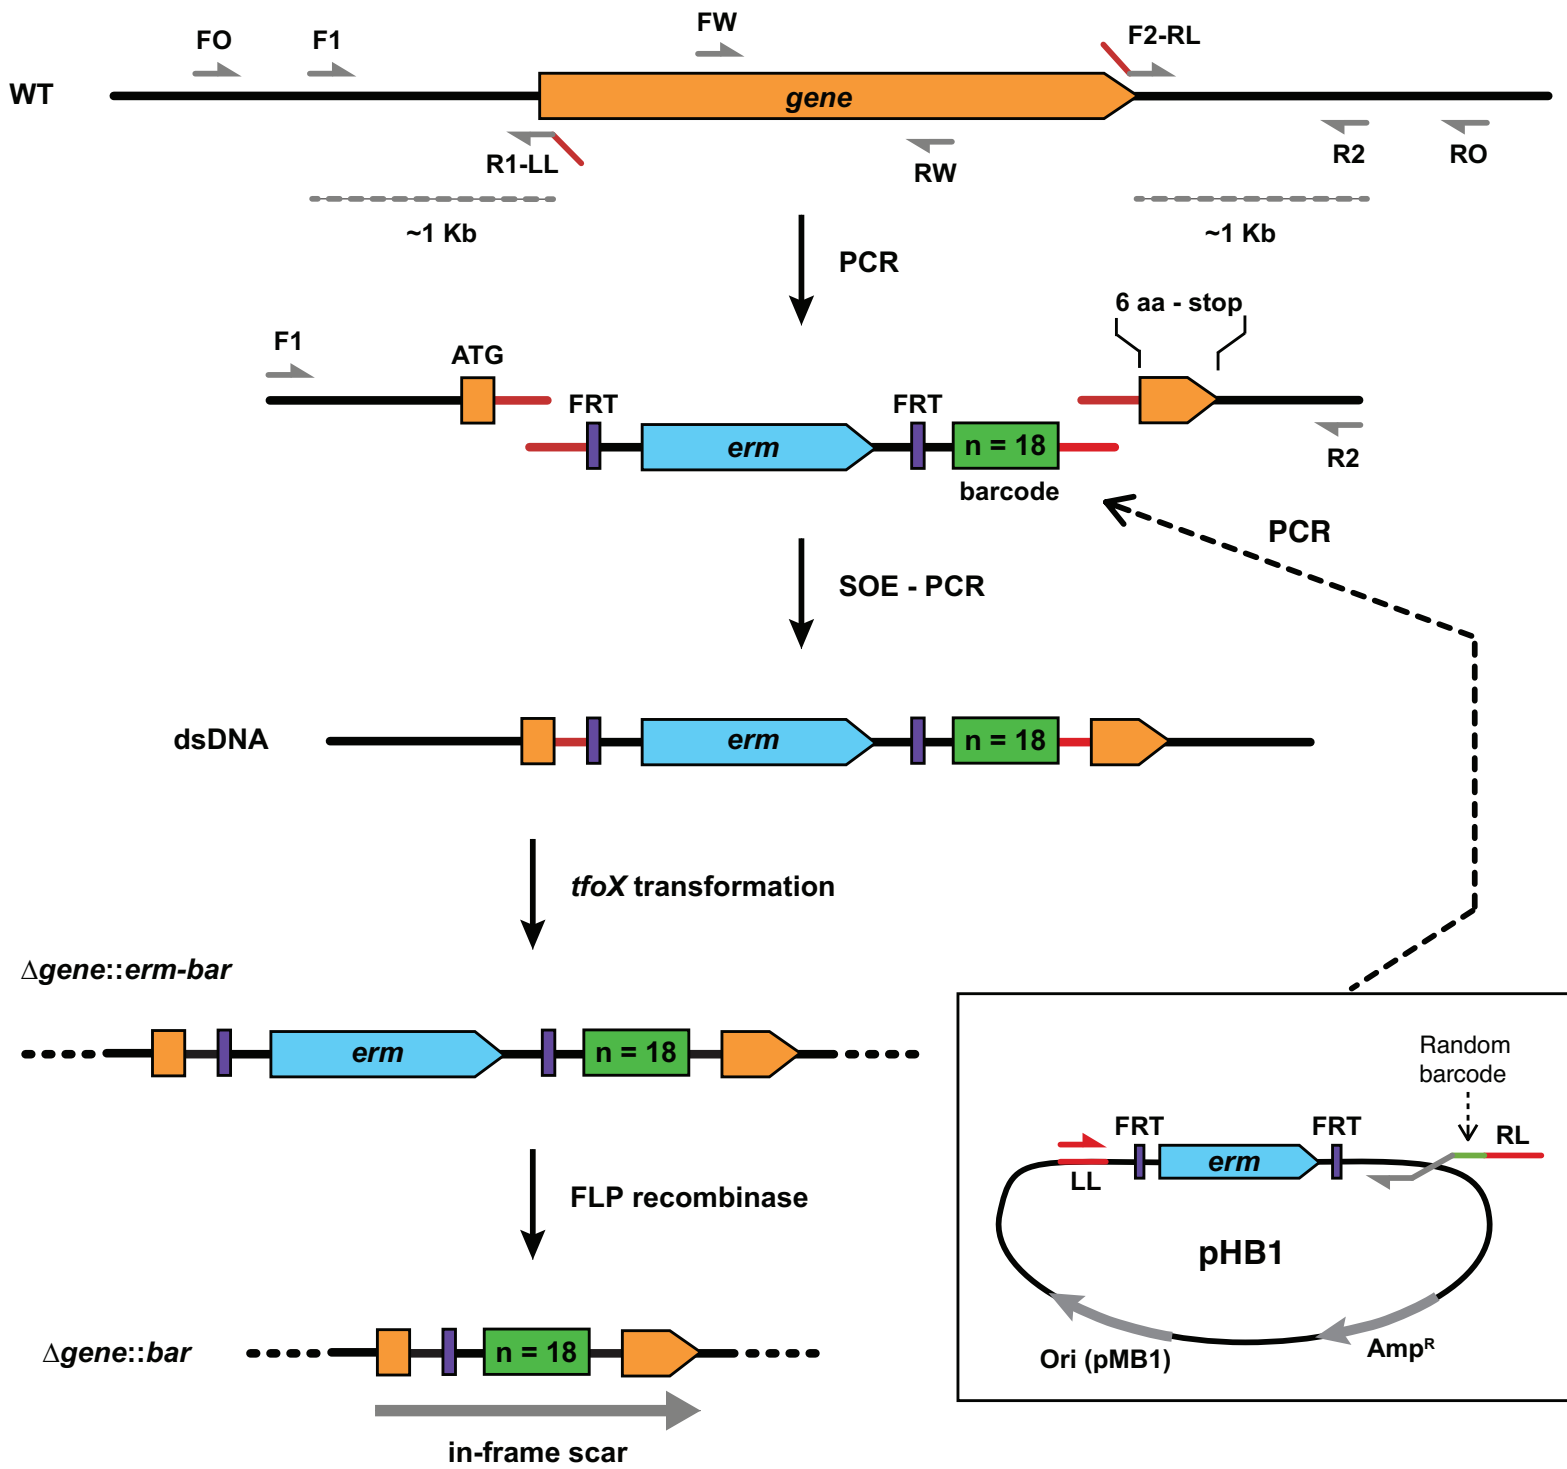 FW
FO
F1
F2-RL
WT
gene
R1-LL
RW
R2
RO
~1 Kb
~1 Kb
PCR
6 aa - stop
F1
ATG
FRT
FRT
erm
n = 18
R2
barcode
PCR
SOE - PCR
dsDNA
erm
n = 18
tfoX transformation
Δgene::erm-bar
erm
n = 18
Random
barcode
FRT
FRT
RL
erm
LL
FLP recombinase
pHB1
Δgene::bar
n = 18
Ori (pMB1)
Amp^R
in-frame scar